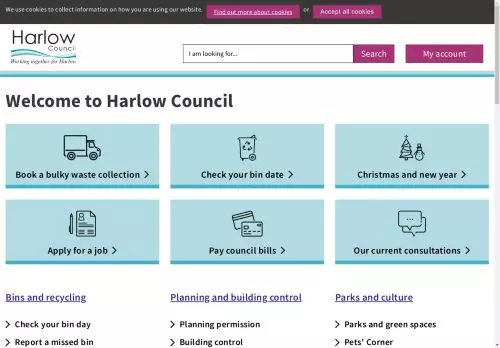 We use cookies to collect information on how you are using our website. Find out more about cookies or Accept all cookies
Harlow
Council
Working together for Harlow
I am looking for...
Search
My account
Welcome to Harlow Council
Book a bulky waste collection
Check your bin date
Christmas and new year
Apply for a job
Pay council bills
Our current consultations
Bins and recycling
Planning and building control
Parks and culture
Check your bin day
Planning permission
Parks and green spaces
Report a missed bin
Building control
Pets' Corner